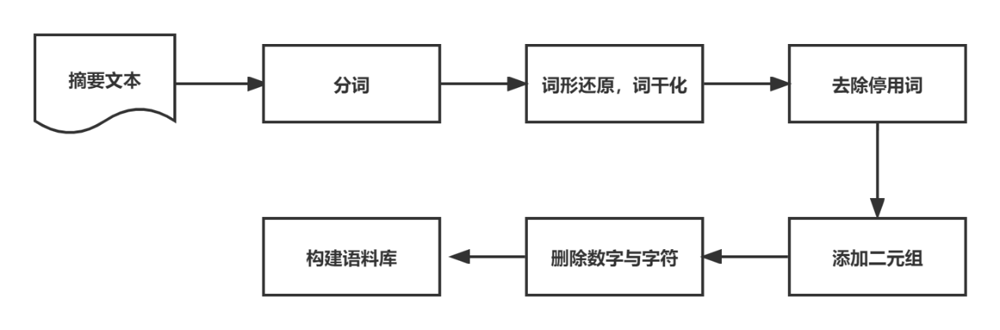 摘要文本
分词
词形还原，词干化
去除停用词
添加二元组
删除数字与字符
构建语料库